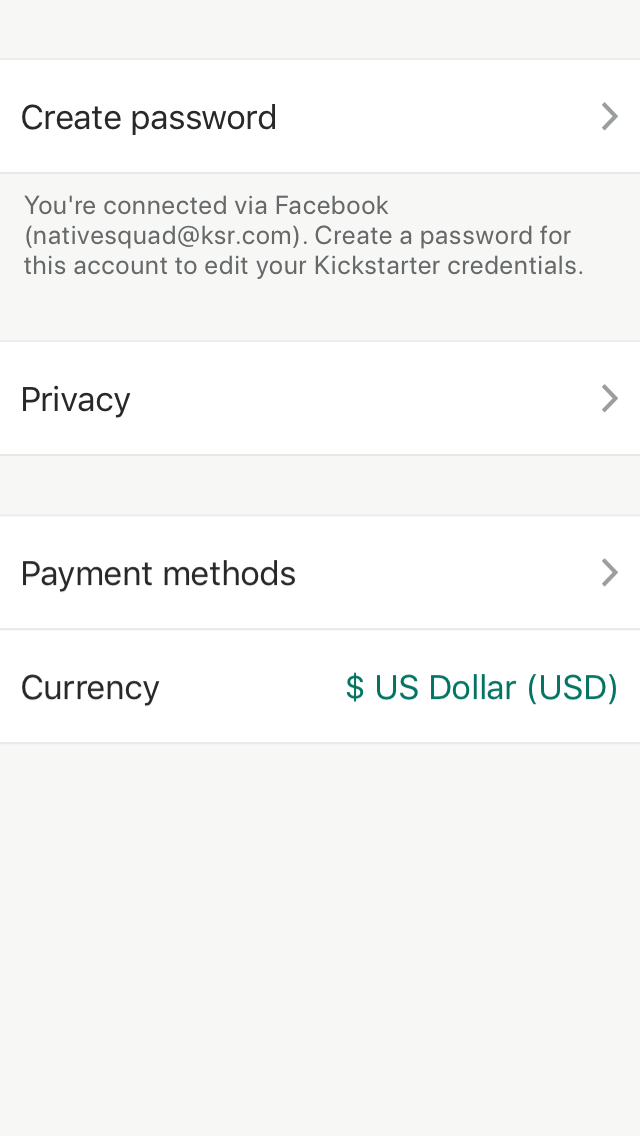 Create password
You're connected via Facebook
(nativesquad@ksr.com). Create a password for
this account to edit your Kickstarter credentials.
Privacy
Payment methods
Currency $ US Dollar (USD)